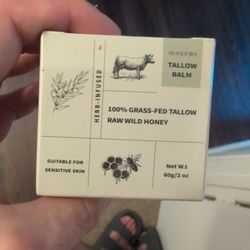 FRANDORA
TALLOW
BALM
HERB-INFUSED
100% GRASS-FED TALLOW
RAW WILD HONEY
SUITABLE FOR
SENSITIVE SKIN
Net W.t
60g/2 oz